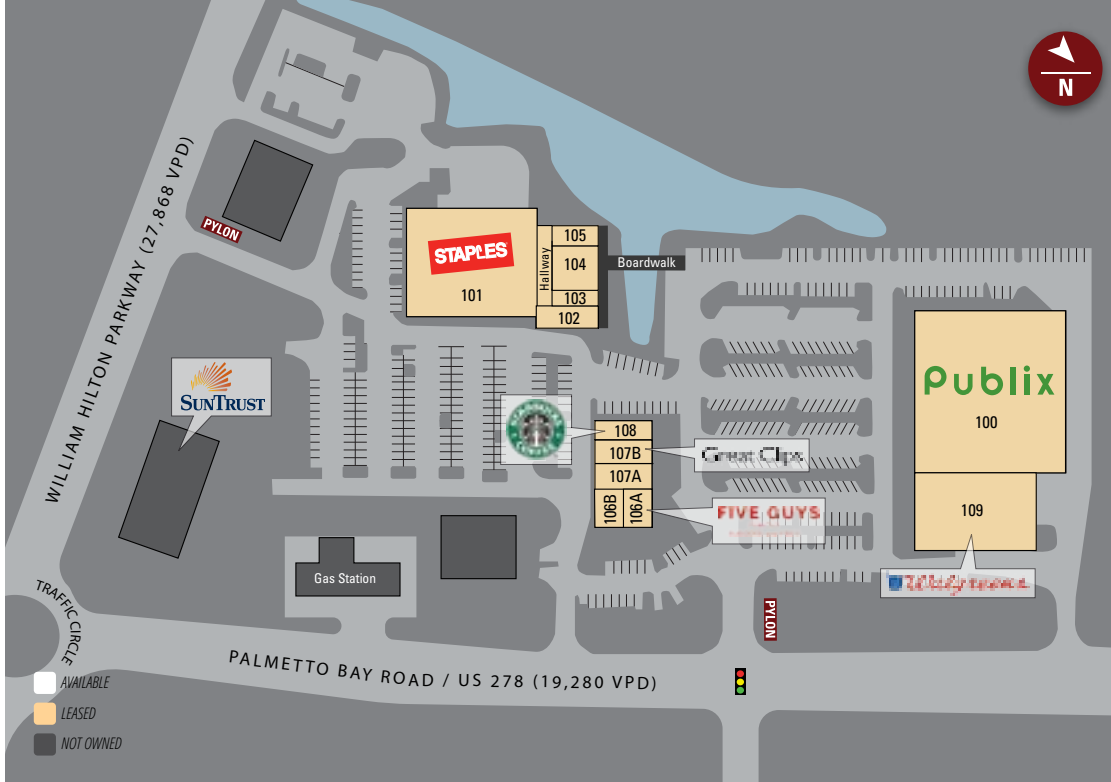 N
WILLIAM HILTON PARKWAY (27,868 VPD)
PYLON
STAPLES
101
Hallway
105
104
103
102
Boardwalk
SUNTRUST
Publix
100
108
107B
107A
106B
106A
Great Clips
FIVE GUYS
109
Gas Station
PYLON
TRAFFIC CIRCLE
PALMETTO BAY ROAD / US 278 (19,280 VPD)
AVAILABLE
LEASED
NOT OWNED